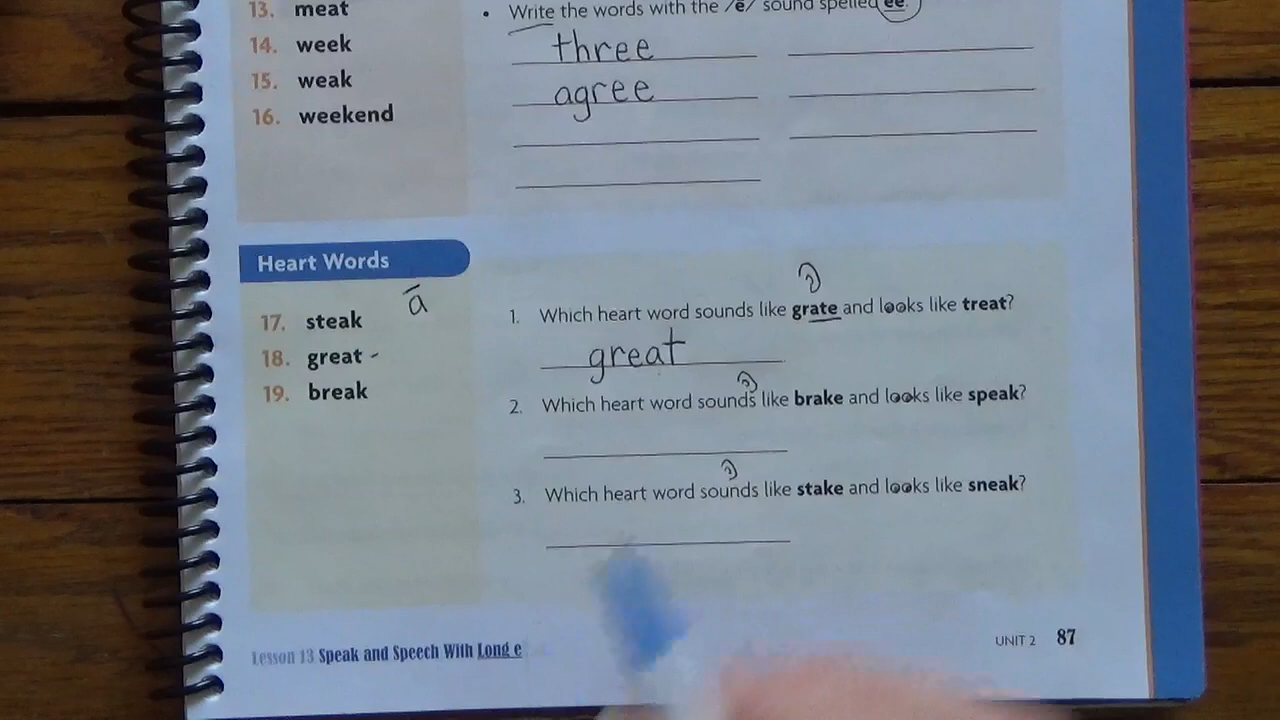 13. meat
14. week
15. weak
16. weekend
• Write the words with the /ē/ sound spelled ee.
three
agree
Heart Words
ā
17. steak
18. great -
19. break
1. Which heart word sounds like grate and looks like treat?
great
2. Which heart word sounds like brake and looks like speak?
3. Which heart word sounds like stake and looks like sneak?
Lesson 13 Speak and Speech With Long e
UNIT 2 87